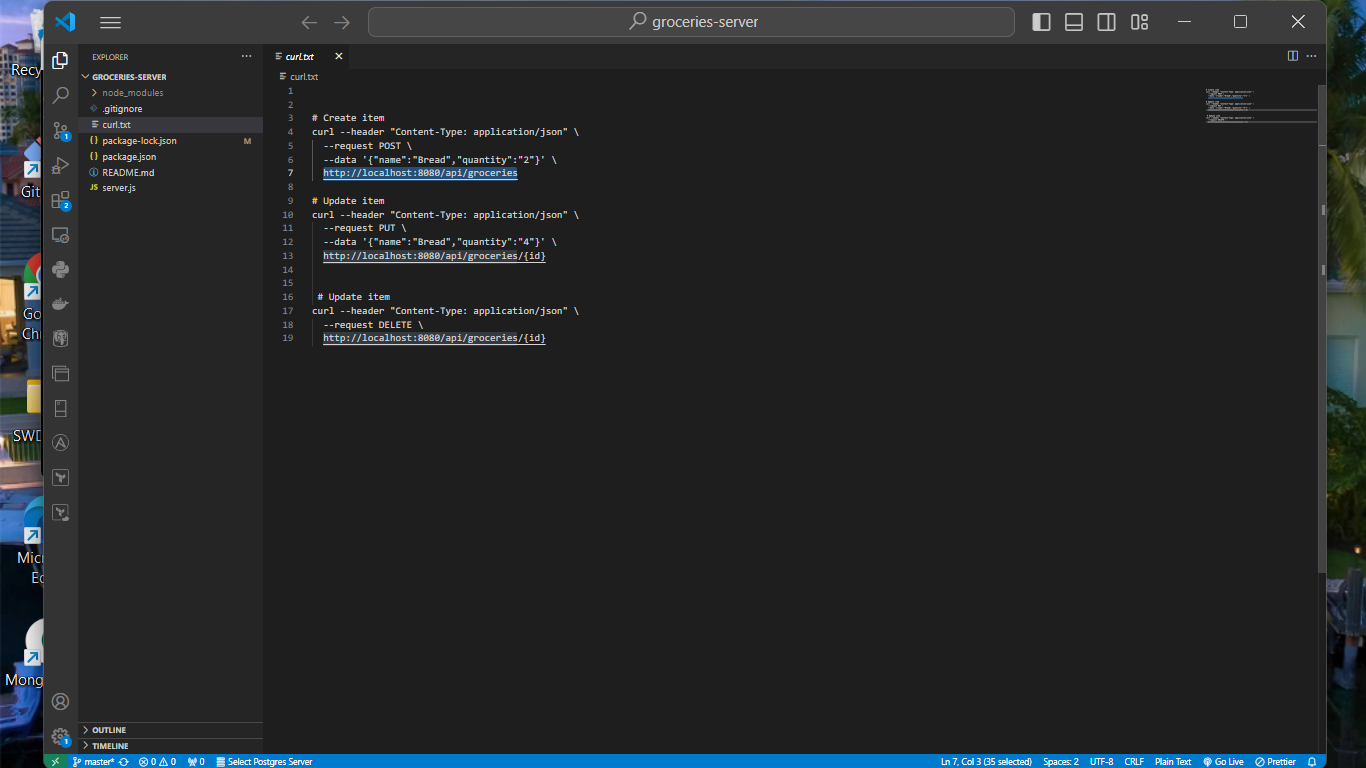 groceries-server
EXPLORER
curl.txt
GROCERIES-SERVER
node_modules
.gitignore
curl.txt
package-lock.json M
package.json
README.md
server.js
OUTLINE
TIMELINE
curl.txt
1
2
3 # Create item
4 curl --header "Content-Type: application/json" \
5 --request POST \
6 --data '{"name":"Bread","quantity":"2"}' \
7 http://localhost:8080/api/groceries
8
9 # Update item
10 curl --header "Content-Type: application/json" \
11 --request PUT \
12 --data '{"name":"Bread","quantity":"4"}' \
13 http://localhost:8080/api/groceries/{id}
14
15
16 # Update item
17 curl --header "Content-Type: application/json" \
18 --request DELETE \
19 http://localhost:8080/api/groceries/{id}
1
2
1
Recy
Git
Go
Chr
SWD
Micr
Ed
Mong
master* 0 0 0 Select Postgres Server Ln 7, Col 3 (35 selected) Spaces: 2 UTF-8 CRLF Plain Text Go Live Prettier